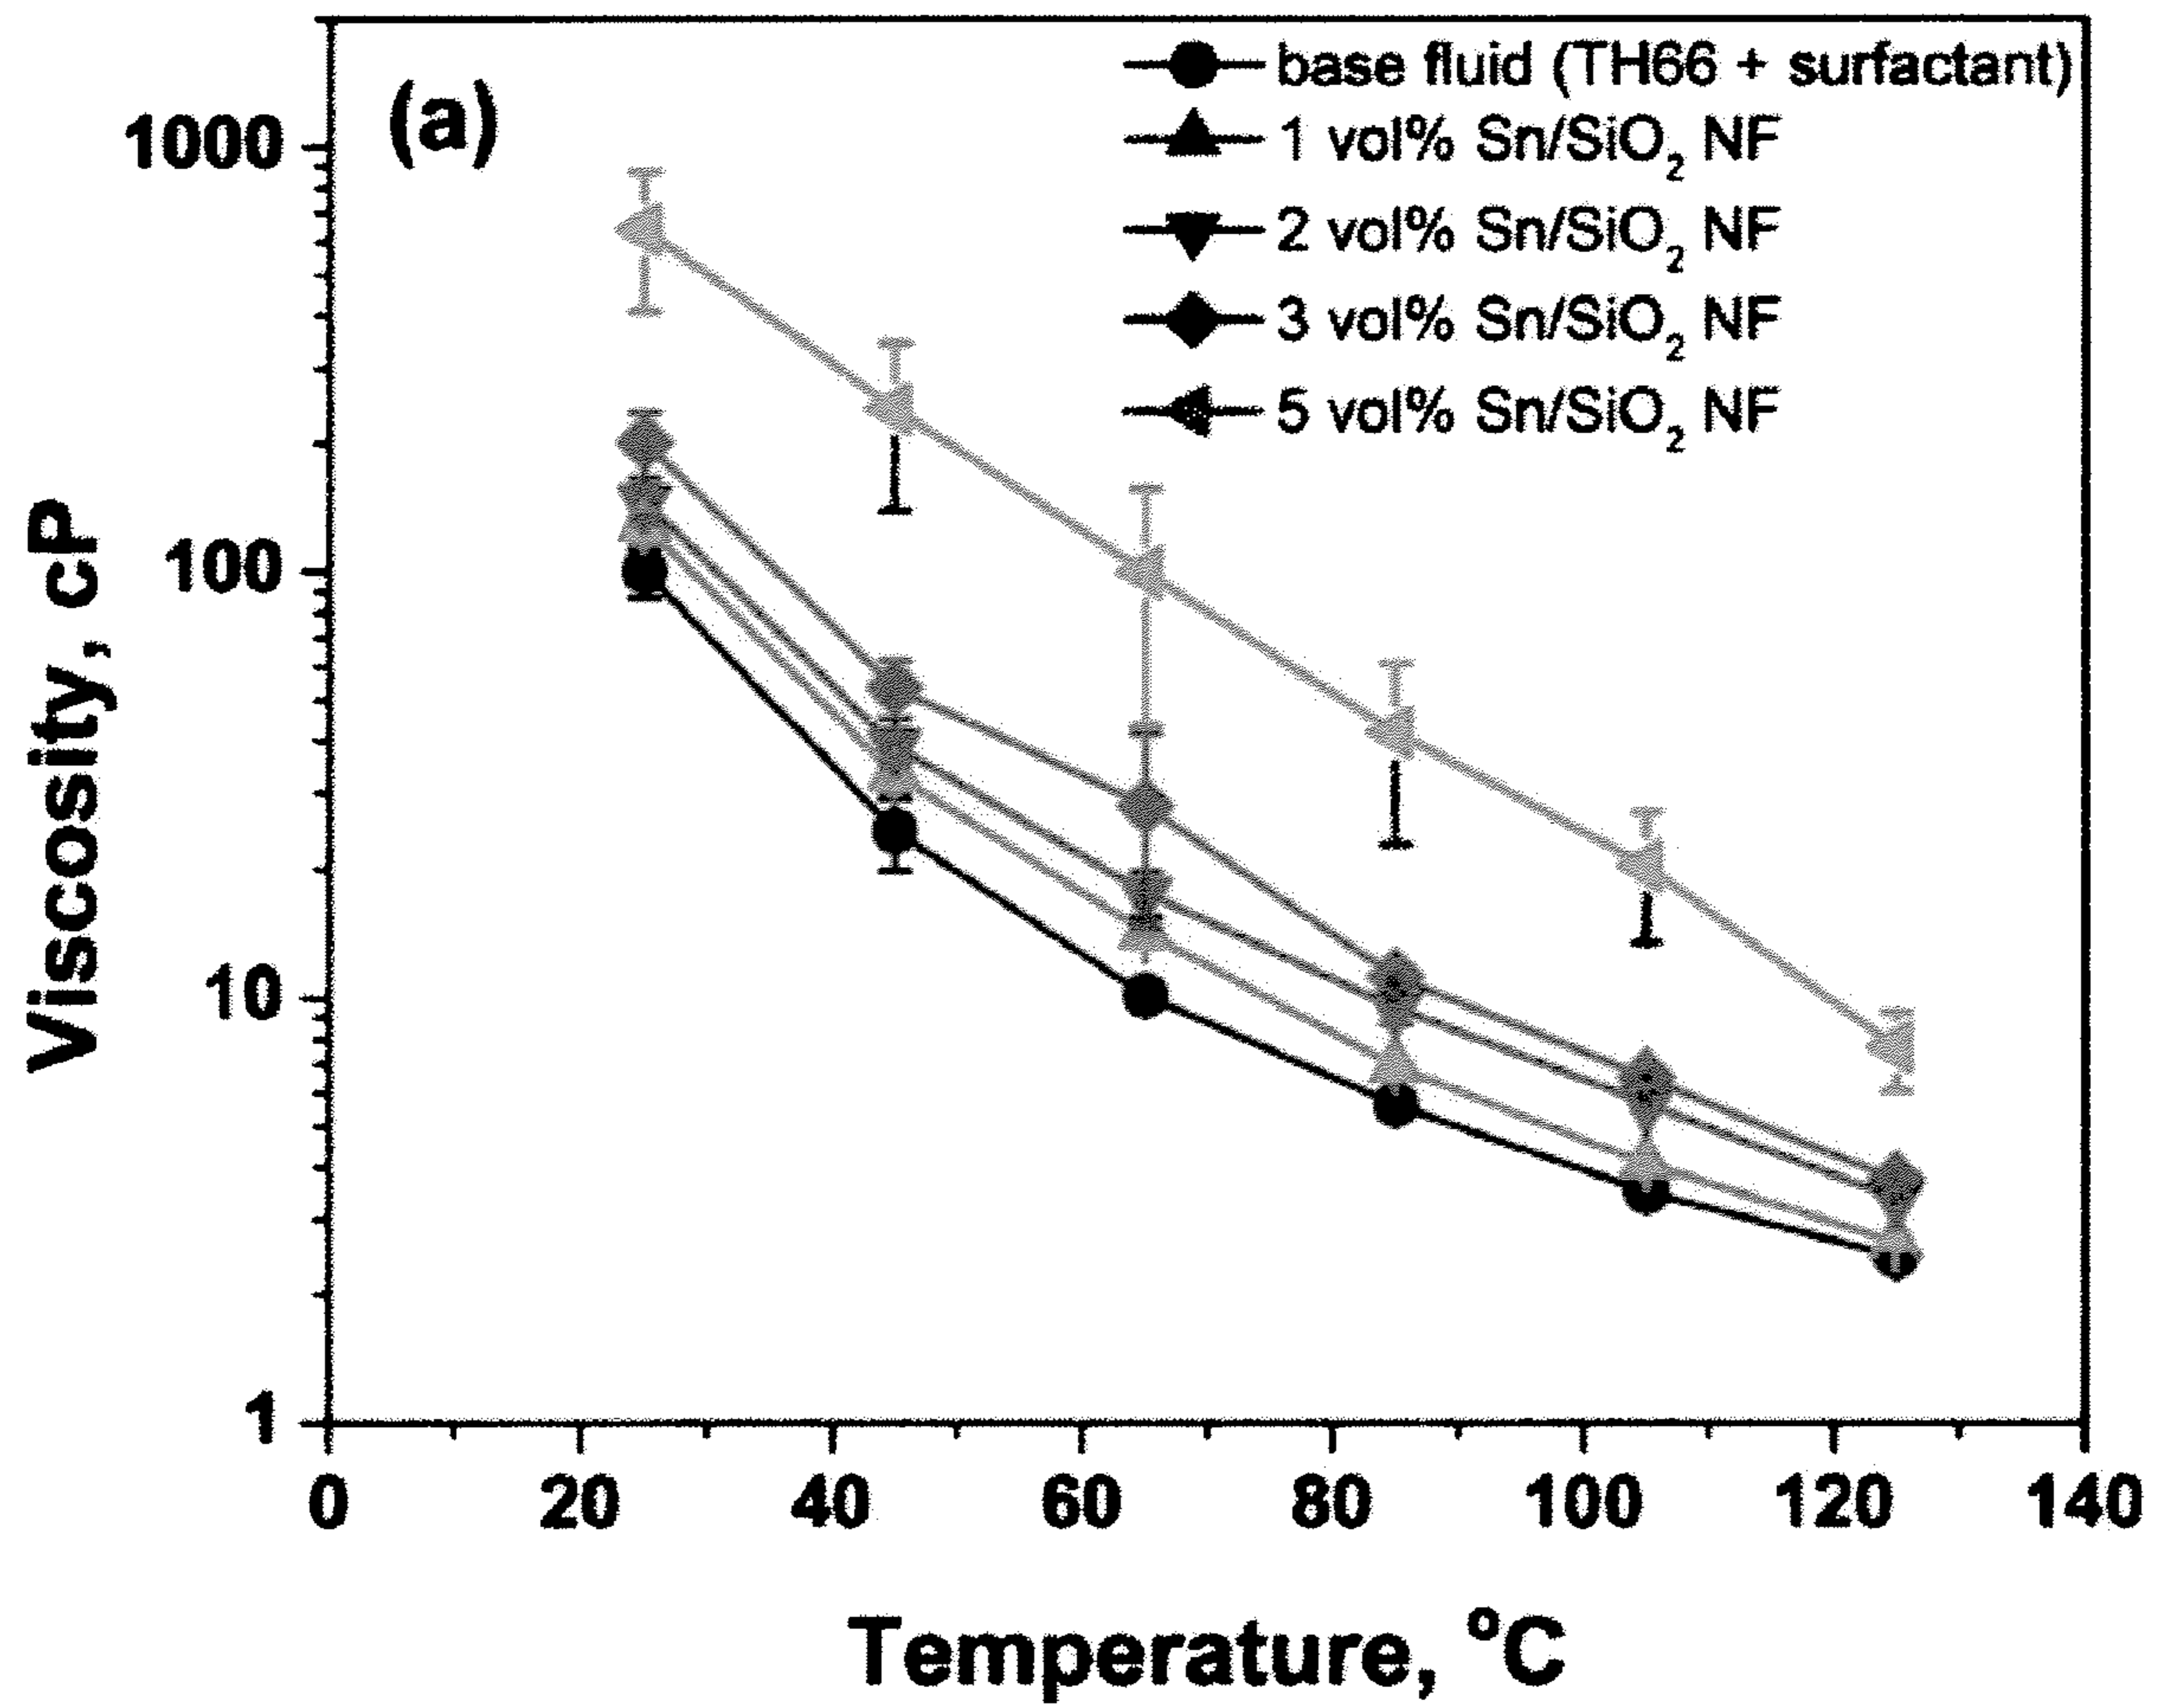 (a)
base fluid (TH66 + surfactant)
1 vol% Sn/SiO₂ NF
2 vol% Sn/SiO₂ NF
3 vol% Sn/SiO₂ NF
5 vol% Sn/SiO₂ NF
Viscosity, cP
1000
100
10
1
0 20 40 60 80 100 120 140
Temperature, ºC